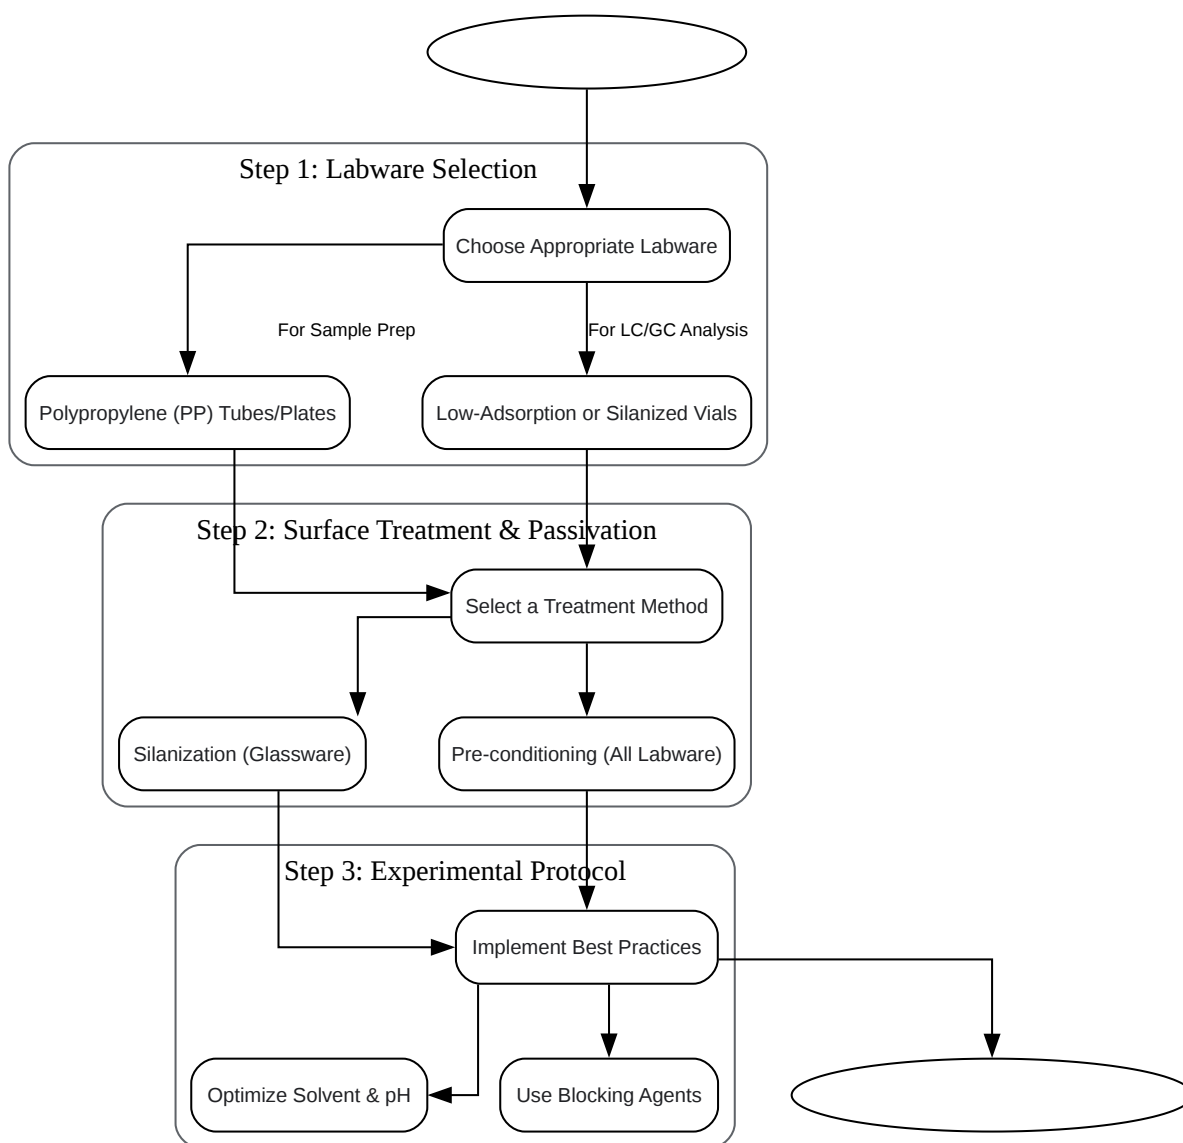 Step 1: Labware Selection
Choose Appropriate Labware
For Sample Prep
For LC/GC Analysis
Polypropylene (PP) Tubes/Plates
Low-Adsorption or Silanized Vials
Step 2: Surface Treatment & Passivation
Select a Treatment Method
Silanization (Glassware)
Pre-conditioning (All Labware)
Step 3: Experimental Protocol
Implement Best Practices
Optimize Solvent & pH
Use Blocking Agents